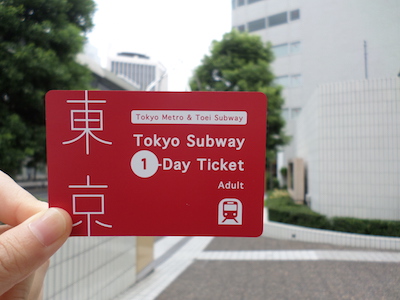 東京
Tokyo Metro & Toei Subway
Tokyo Subway
1-Day Ticket
Adult